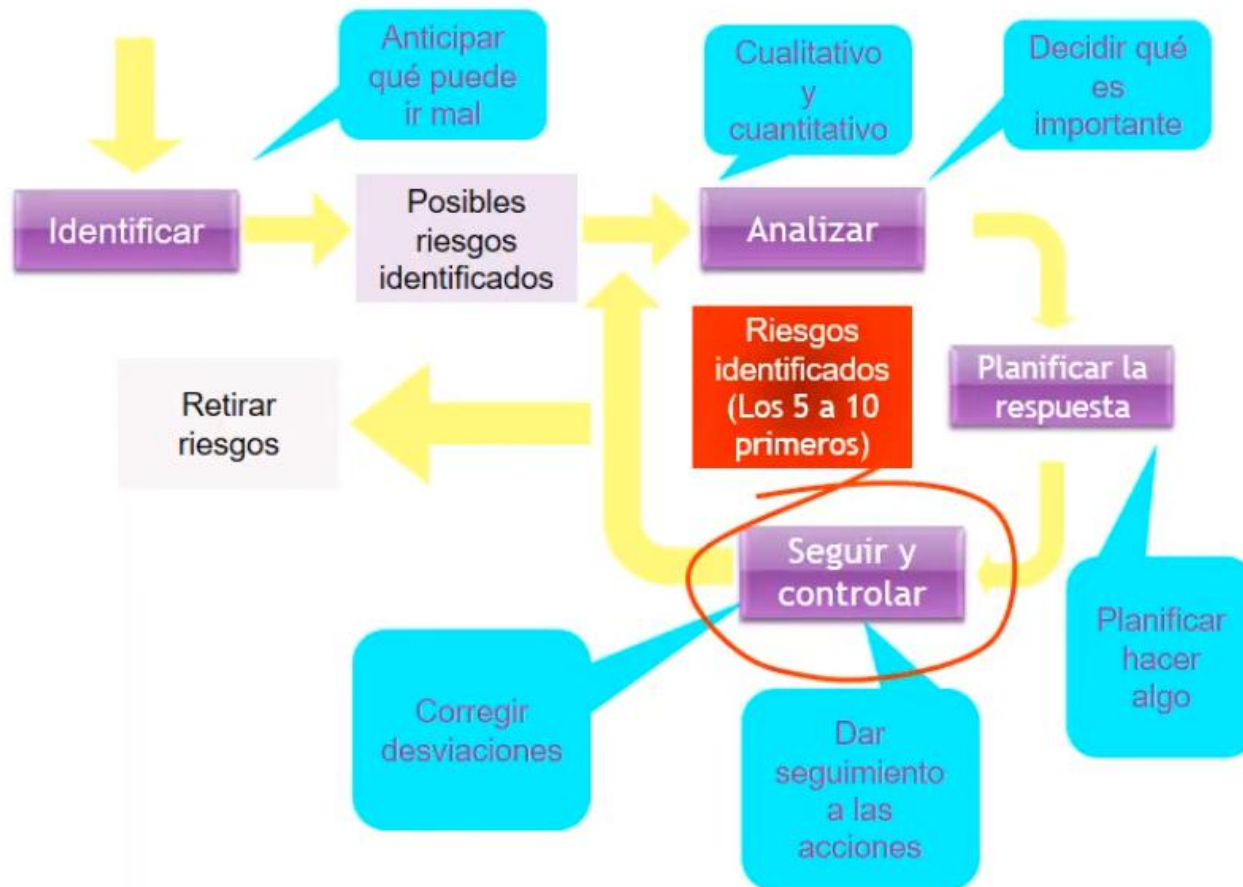 Anticipar
qué puede
ir mal
Cualitativo
y
cuantitativo
Decidir qué
es
importante
Identificar
Posibles
riesgos
identificados
Analizar
Riesgos
identificados
(Los 5 a 10
primeros)
Planificar la
respuesta
Retirar
riesgos
Seguir y
controlar
Planificar
hacer
algo
Corregir
desviaciones
Dar
seguimiento
a las
acciones